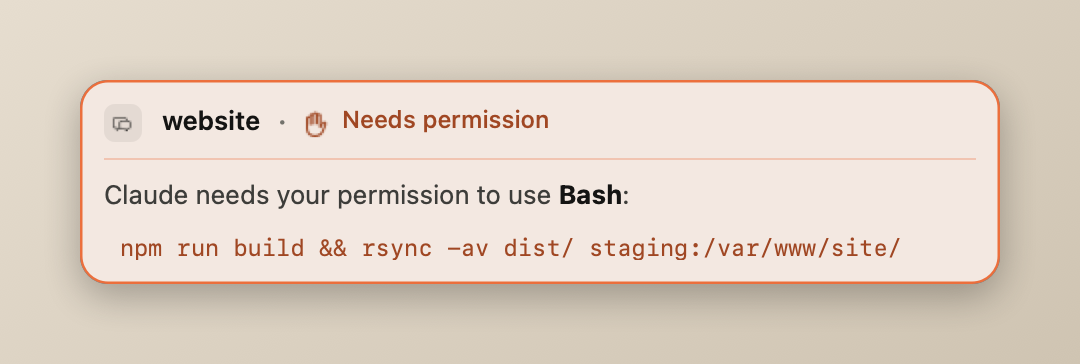 website · Needs permission
Claude needs your permission to use Bash:
npm run build && rsync –av dist/ staging:/var/www/site/